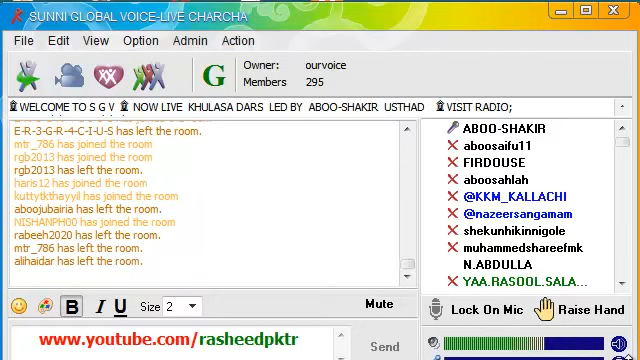 SUNNI GLOBAL VOICE-LIVE CHARCHA
File Edit View Option Admin Action
G
Owner: ourvoice
Members 295
WELCOME TO S G V NOW LIVE KHULASA DARS LED BY ABOO-SHAKIR USTHAD VISIT RADIO;
E-R-3-G-R-4-C-I-U-S has left the room.
mtr_786 has joined the room
rgb2013 has joined the room
rgb2013 has left the room.
haris12 has joined the room
kuttytkthayyil has joined the room
aboojubairia has left the room.
NISHANPH00 has joined the room
rabeeh2020 has left the room.
mtr_786 has left the room.
alihaidar has left the room.
ABOO-SHAKIR
aboosaifu11
FIRDOUSE
aboosahlah
@KKM_KALLACHI
@nazeersangamam
shekunhikinnigole
muhammedshareefmk
N.ABDULLA
YAA.RASOOL.SALA...
B I U Size 2 Mute
Lock On Mic Raise Hand
www.youtube.com/rasheedpktr
Send